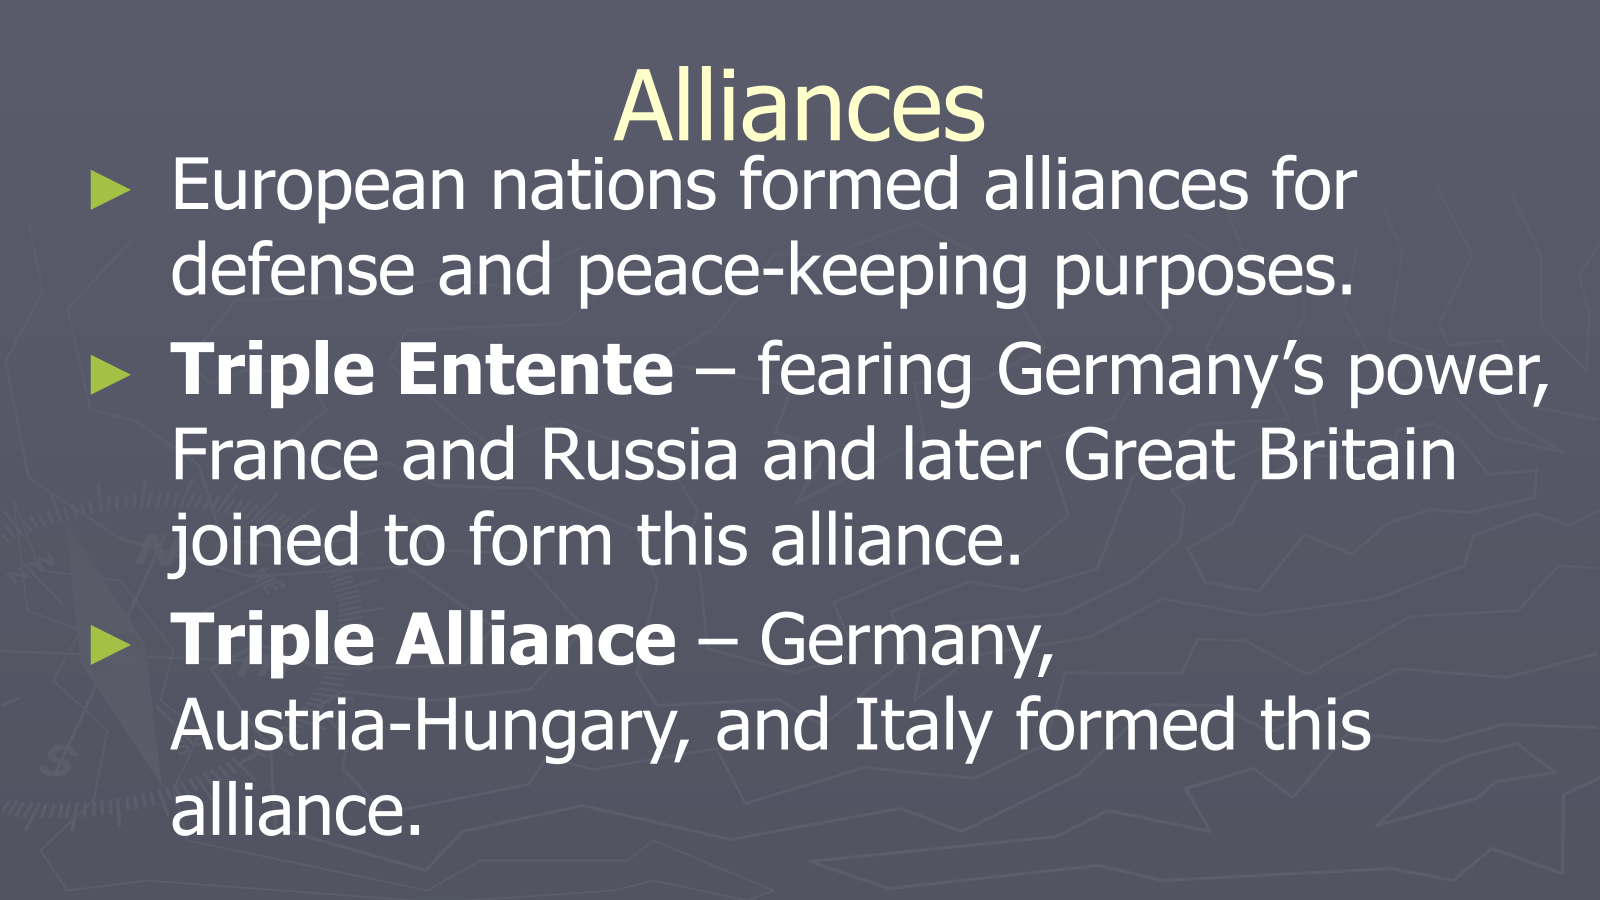 Alliances
► European nations formed alliances for
defense and peace-keeping purposes.
► Triple Entente – fearing Germany’s power,
France and Russia and later Great Britain
joined to form this alliance.
► Triple Alliance – Germany,
Austria-Hungary, and Italy formed this
alliance.
N
NW
S